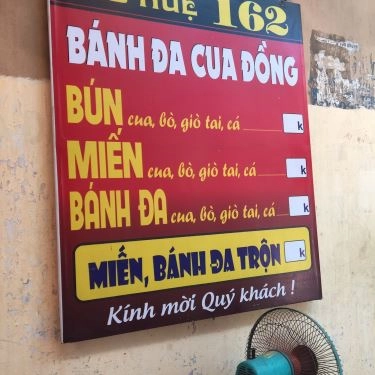 HUỆ 162
BÁNH ĐA CUA ĐỒNG
BÚN cua, bò, giò tai, cá k
MIẾN cua, bò, giò tai, cá k
BÁNH ĐA cua, bò, giò tai, cá k
MIẾN, BÁNH ĐA TRỘN k
Kính mời Quý khách !